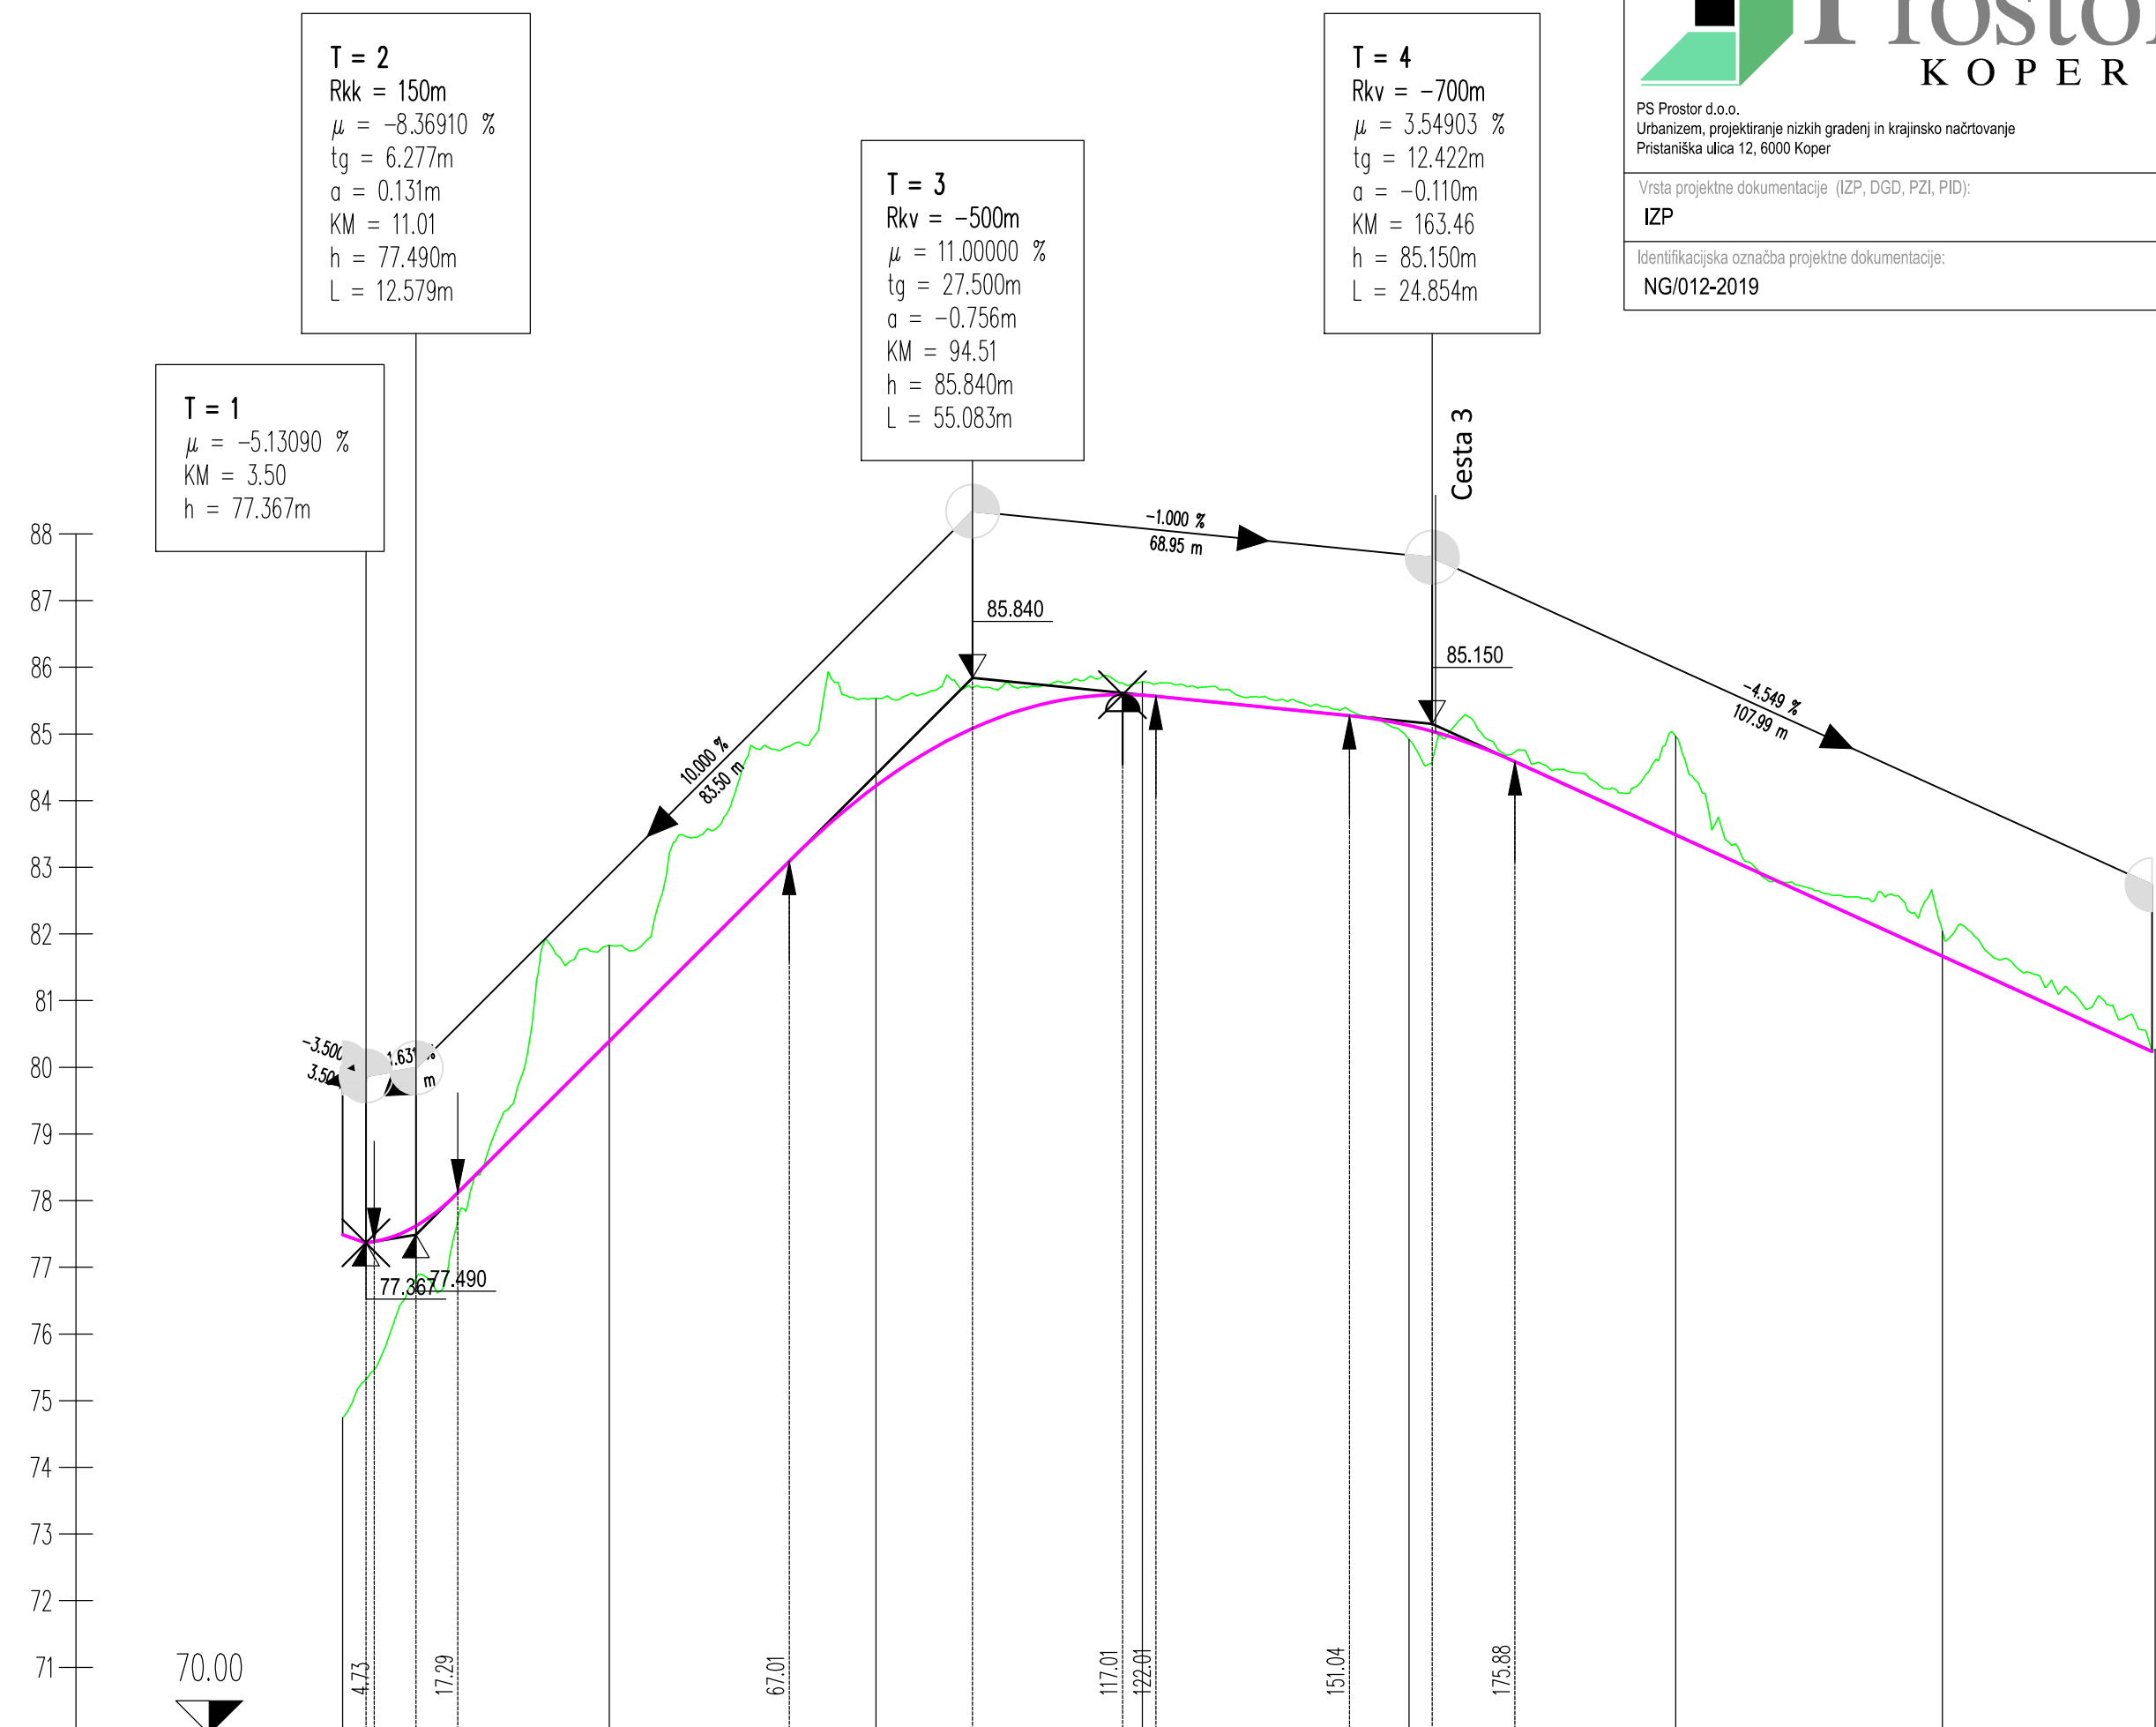 T = 2
Rkk = 150m
μ = -8.36910 %
tg = 6.277m
a = 0.131m
KM = 11.01
h = 77.490m
L = 12.579m
T = 4
Rkv = -700m
μ = 3.54903 %
tg = 12.422m
a = -0.110m
KM = 163.46
h = 85.150m
L = 24.854m
KOPER
PS Prostor d.o.o.
Urbanizem, projektiranje nizkih gradenj in krajinsko načrtovanje
Pristaniška ulica 12, 6000 Koper
Vrsta projektne dokumentacije (IZP, DGD, PZI, PID):
IZP
Identifikacijska označba projektne dokumentacije:
NG/012-2019
T = 3
Rkv = -500m
μ = 11.00000 %
tg = 27.500m
a = -0.756m
KM = 94.51
h = 85.840m
L = 55.083m
T = 1
μ = -5.13090 %
KM = 3.50
h = 77.367m
Cesta 3
-1.000 %
68.95 m
85.840
85.150
-4.549 %
107.99 m
10.000 %
83.50 m
-3.500
3.50
m
77.367
77.490
88
87
86
85
84
83
82
81
80
79
78
77
76
75
74
73
72
71
70.00
4.73
17.29
67.01
117.01
122.01
151.04
175.88